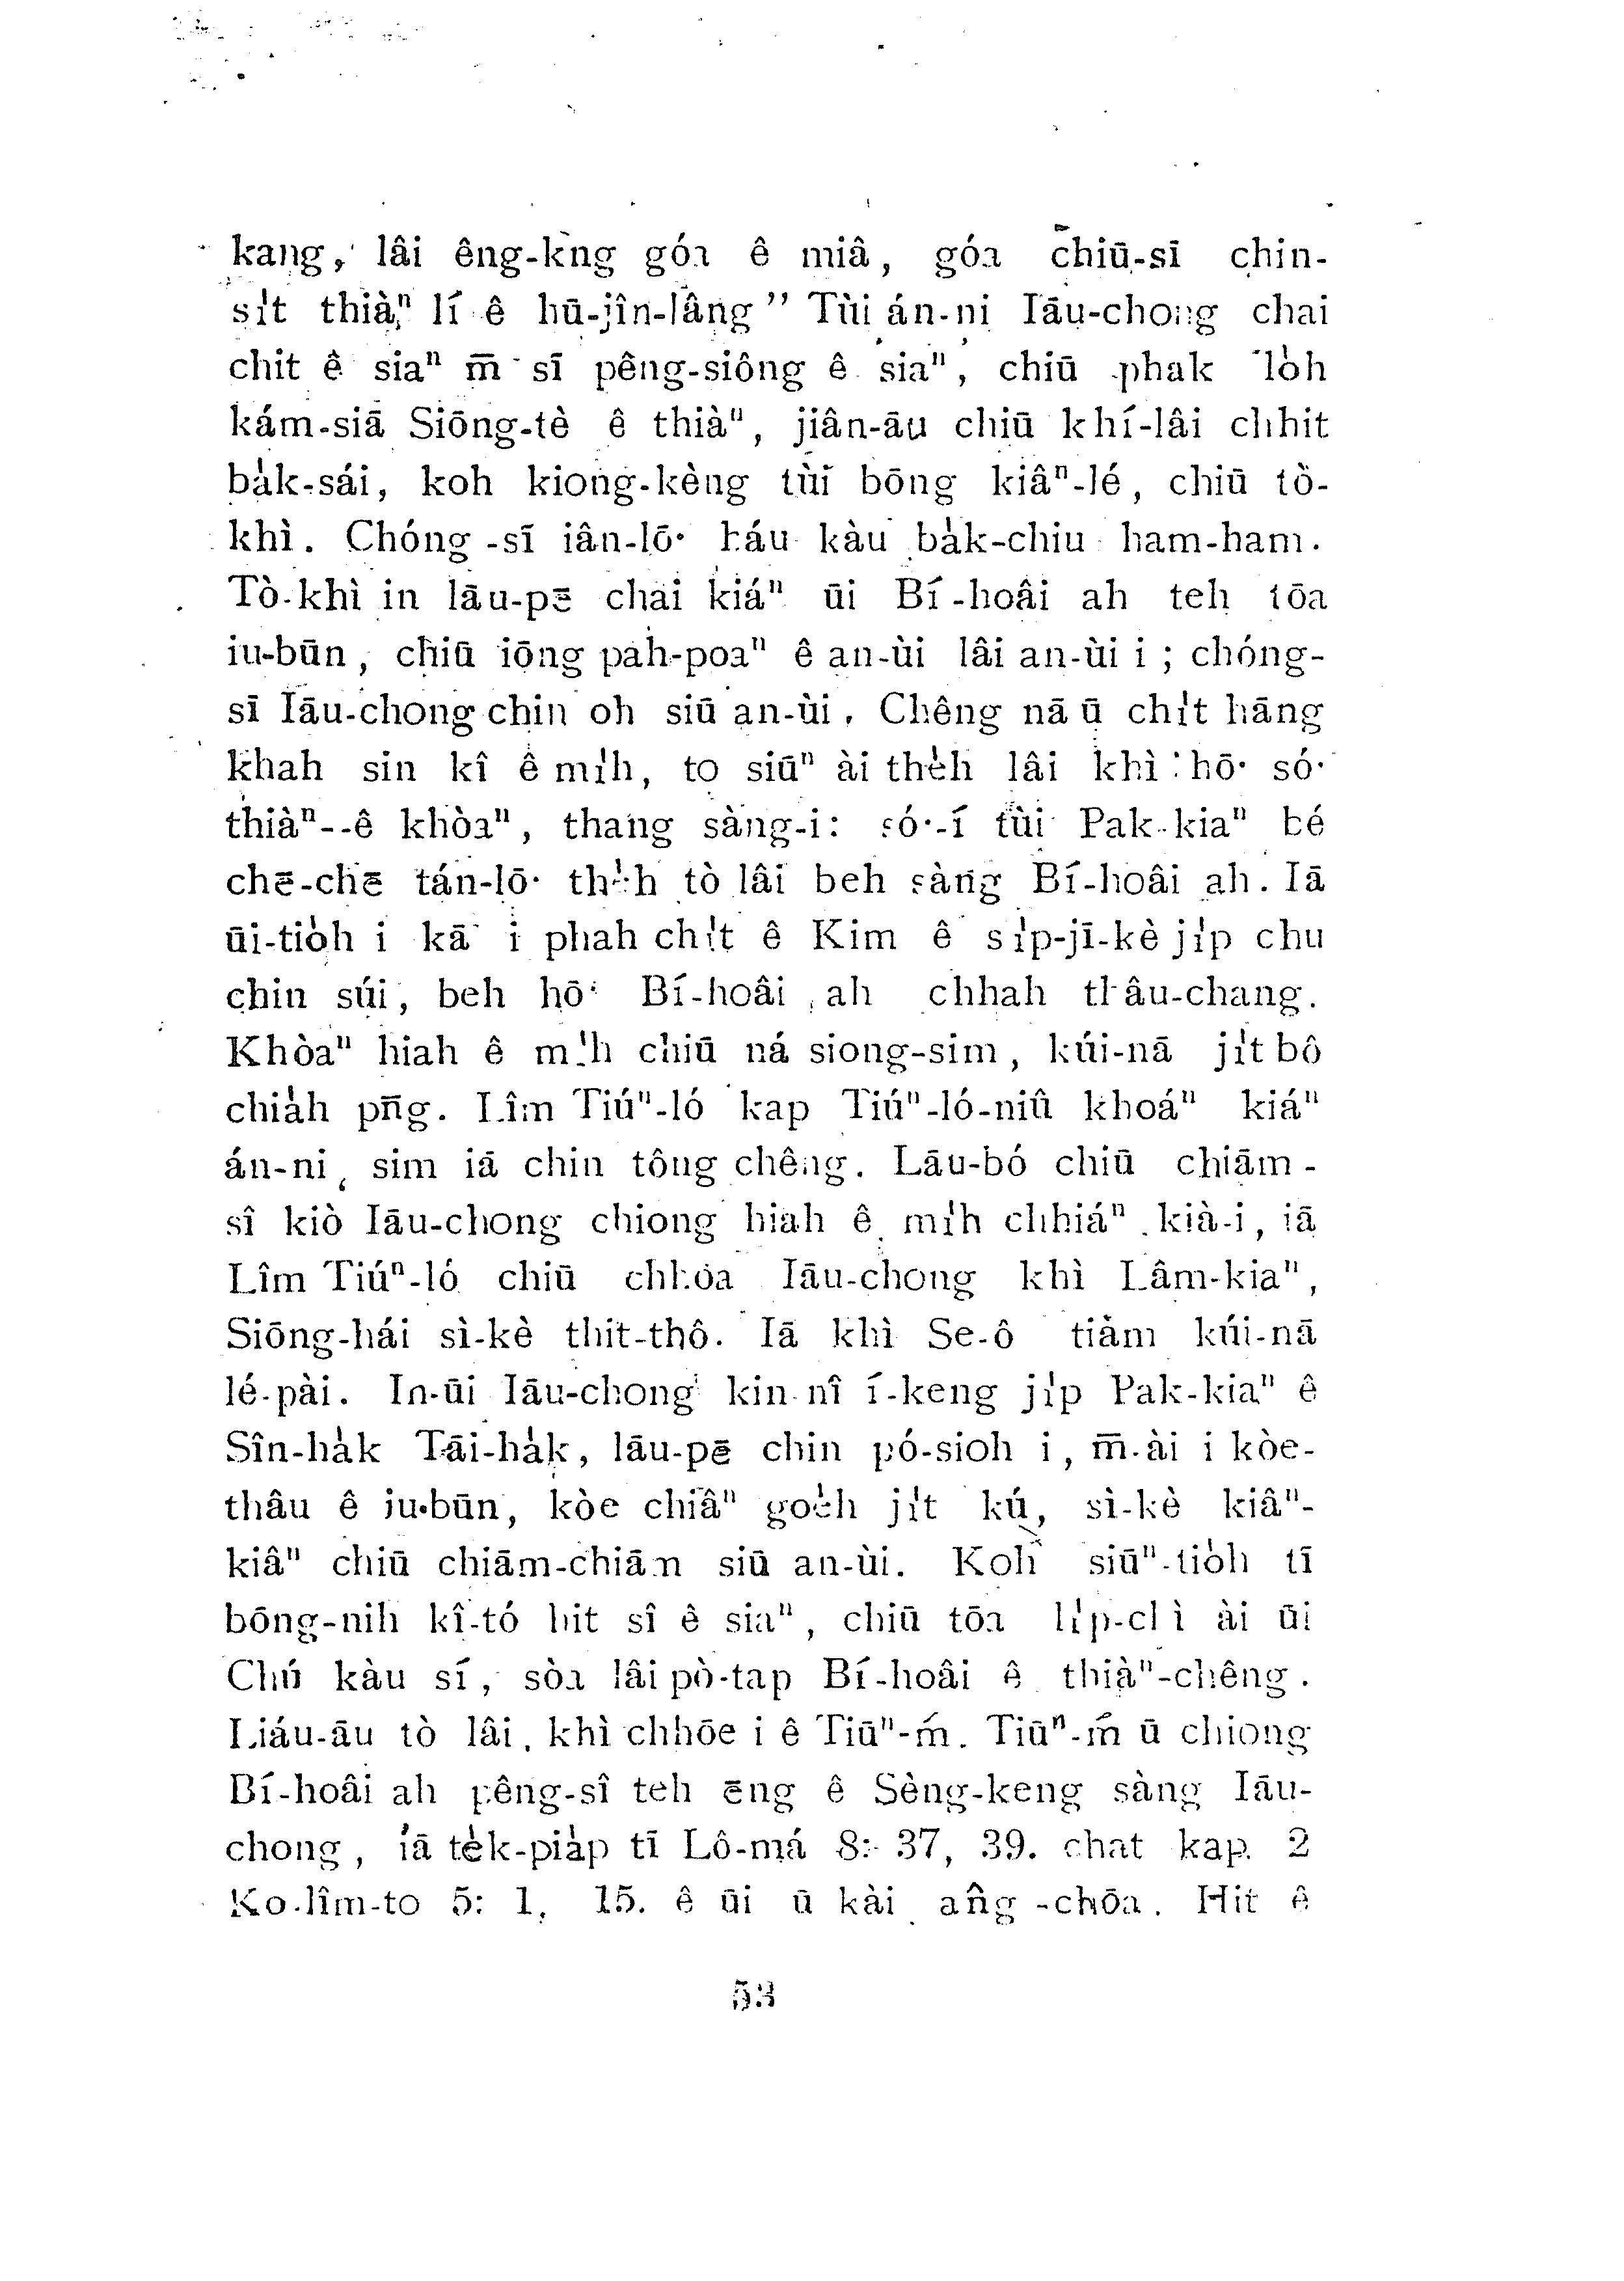 kang, lâi êng-kǹg góa ê miâ, góa chiū-sī chin-
si̍t thiàⁿ lí ê hū-jîn-lâng ” Tùi án-ni Iāu-chong chai
chit ê siaⁿ m̄ sī pêng-siông ê siaⁿ, chiū phak lo̍h
kám-siā Siōng-tè ê thiàⁿ, jiân-āu chiū khí-lâi chhit
ba̍k-sái, koh kiong-kèng tùi bōng kiâⁿ-lé, chiū tò-
khì. Chóng-sī iân-lō͘ háu kàu ba̍k-chiu ham-ham.
Tò-khì in lāu-pē chai kiáⁿ ūi Bí-hoâi ah teh tōa
iu-būn, chiū iōng pah-poaⁿ ê an-ùi lâi an-ùi i ; chóng-
sī Iāu-chong chin oh siū an-ùi. Chêng nā ū chi̍t hāng
khah sin kî ê mi̍h, to siūⁿ ài the̍h lâi khì hō͘ só͘-
thiàⁿ--ê khòaⁿ, thang sàng-i: só͘-í tùi Pak-kiaⁿ bé
chē-chē tán-lō͘ the̍h tò lâi beh sàng Bí-hoâi ah. Iā
ūi-tio̍h i kā i phah chi̍t ê Kim ê si̍p-jī-kè ji̍p chu
chin súi, beh hō͘ Bí-hoâi ah chhah thâu-chang.
Khòaⁿ hiah ê mi̍h chiū ná siong-sim, kúi-nā ji̍t bô
chia̍h pn̄g. Lîm Tiúⁿ-ló kap Tiúⁿ-ló-niû khoáⁿ kiáⁿ
án-ni, sim iā chin tông chêng. Lāu-bó chiū chiām-
sî kiò Iāu-chong chiong hiah ê mi̍h chhiáⁿ kià-i, iā
Lîm Tiúⁿ-ló chiū chhōa Iāu-chong khì Lâm-kiaⁿ,
Siōng-hái sì-kè thit-thô. Iā khì Se-ô tiàm kúi-nā
lé-pài. In-ūi Iāu-chong kin nî í-keng ji̍p Pak-kiaⁿ ê
Sîn-ha̍k Tāi-ha̍k, lāu-pē chin pó-sioh i, m̄-ài i kòe-
thâu ê iu-būn, kòe chiâⁿ goe̍h ji̍t kú, sì-kè kiâⁿ-
kiâⁿ chiū chiām-chiām siū an-ùi. Koh siūⁿ-tio̍h tī
bōng-nih kî-tó hit sî ê siaⁿ, chiū tōa li̍p-chì ài ūi
Chú kàu sí, sòa lâi pò-tap Bí-hoâi ê thiàⁿ-chêng.
Liáu-āu tò lâi, khì chhōe i ê Tiūⁿ-ḿ. Tiūⁿ-ḿ ū chiong
Bí-hoâi ah pêng-sî teh ēng ê Sèng-keng sàng Iāu-
chong, iā te̍k-pia̍p tī Lô-má 8: 37, 39. chat kap 2
Ko-lîm-to 5: 1, 15. ê ūi ū kài âng-chōa. Hit ê
53